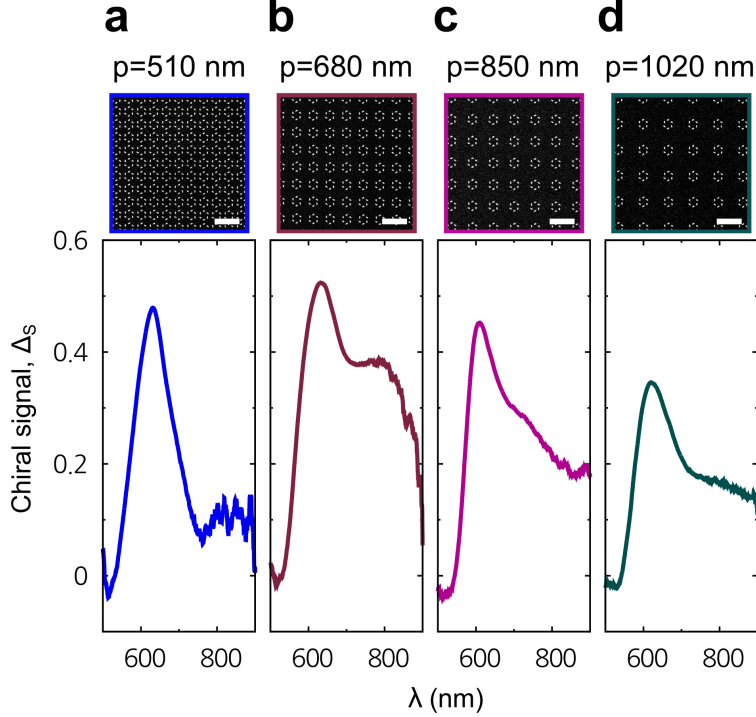 a b c d
p=510 nm p=680 nm p=850 nm p=1020 nm
0.6
0.4
0.2
0
Chiral signal, Δ_S
600 800 600 800 600 800 600 800
λ (nm)